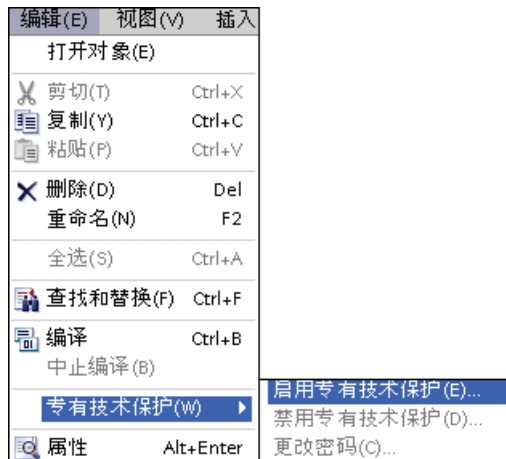 编辑(E) 视图(V) 插入
打开对象(E)
剪切(T) Ctrl+X
复制(Y) Ctrl+C
粘贴(P) Ctrl+V
删除(D) Del
重命名(N) F2
全选(S) Ctrl+A
查找和替换(F) Ctrl+F
编译 Ctrl+B
中止编译(B)
专有技术保护(W)
启用专有技术保护(E)...
禁用专有技术保护(D)...
属性 Alt+Enter
更改密码(C)...